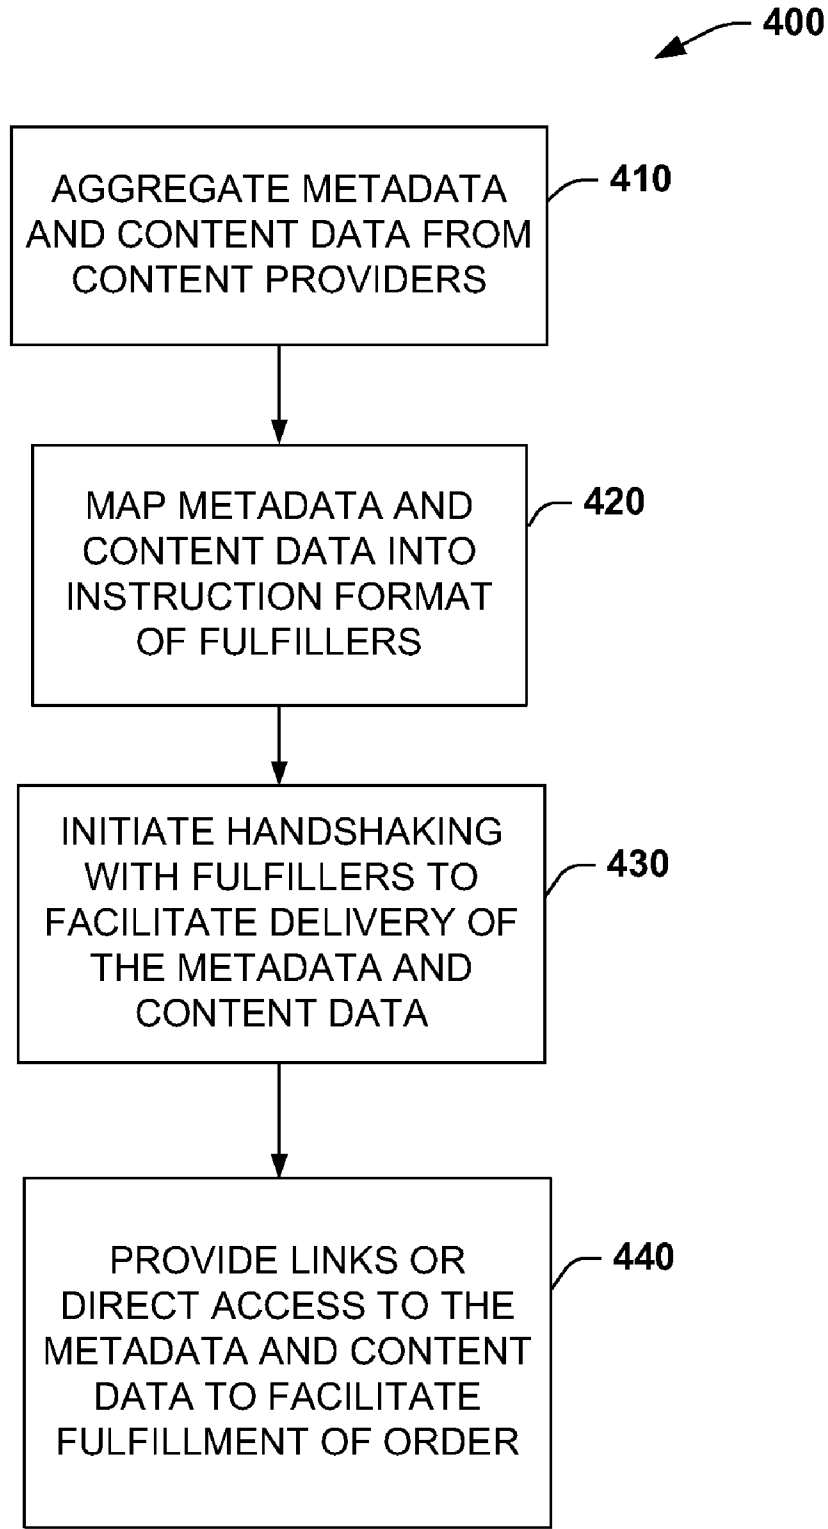 400
AGGREGATE METADATA
AND CONTENT DATA FROM
CONTENT PROVIDERS
410
MAP METADATA AND
CONTENT DATA INTO
INSTRUCTION FORMAT
OF FULFILLERS
420
INITIATE HANDSHAKING
WITH FULFILLERS TO
FACILITATE DELIVERY OF
THE METADATA AND
CONTENT DATA
430
PROVIDE LINKS OR
DIRECT ACCESS TO THE
METADATA AND CONTENT
DATA TO FACILITATE
FULFILLMENT OF ORDER
440